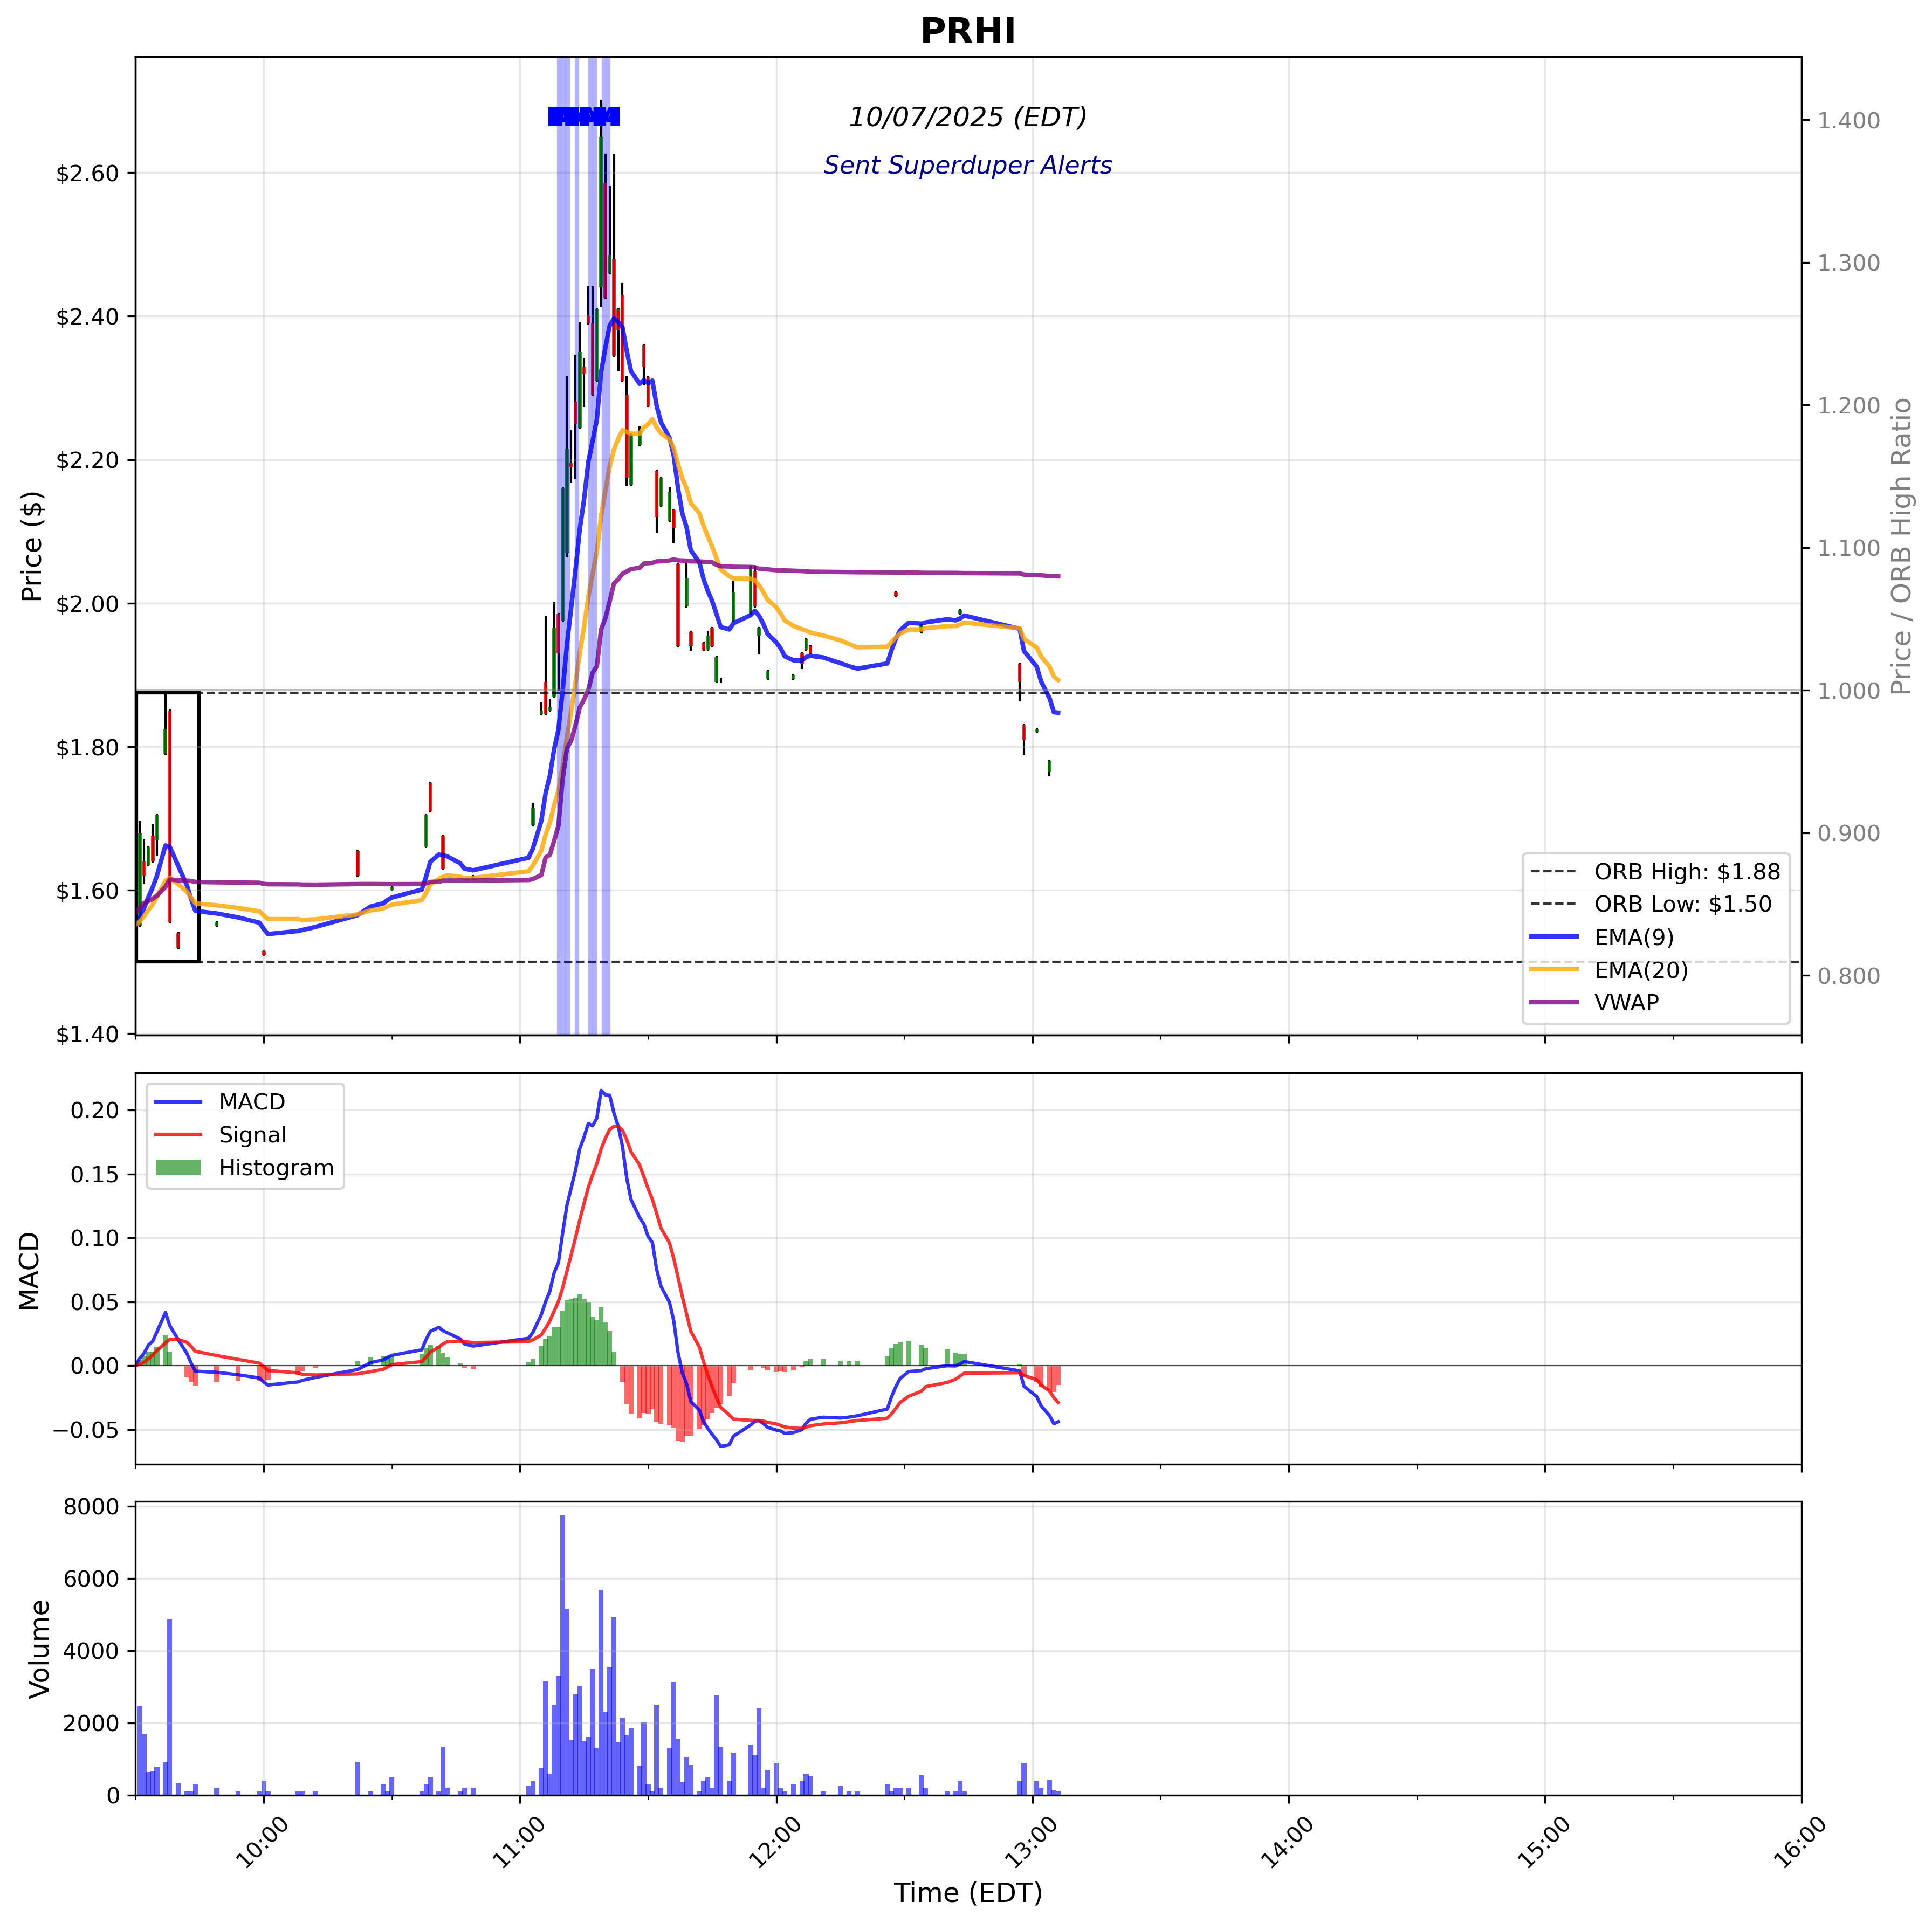 PRHI
10/07/2025 (EDT)
Sent Superduper Alerts
Price ($)
$2.60
$2.40
$2.20
$2.00
$1.80
$1.60
$1.40
1.400
1.300
1.200
1.100
1.000
0.900
0.800
Price / ORB High Ratio
ORB High: $1.88
ORB Low: $1.50
EMA(9)
EMA(20)
VWAP
MACD
0.20
0.15
0.10
0.05
0.00
−0.05
MACD
Signal
Histogram
Volume
8000
6000
4000
2000
0
10:00
11:00
12:00
13:00
14:00
15:00
16:00
Time (EDT)